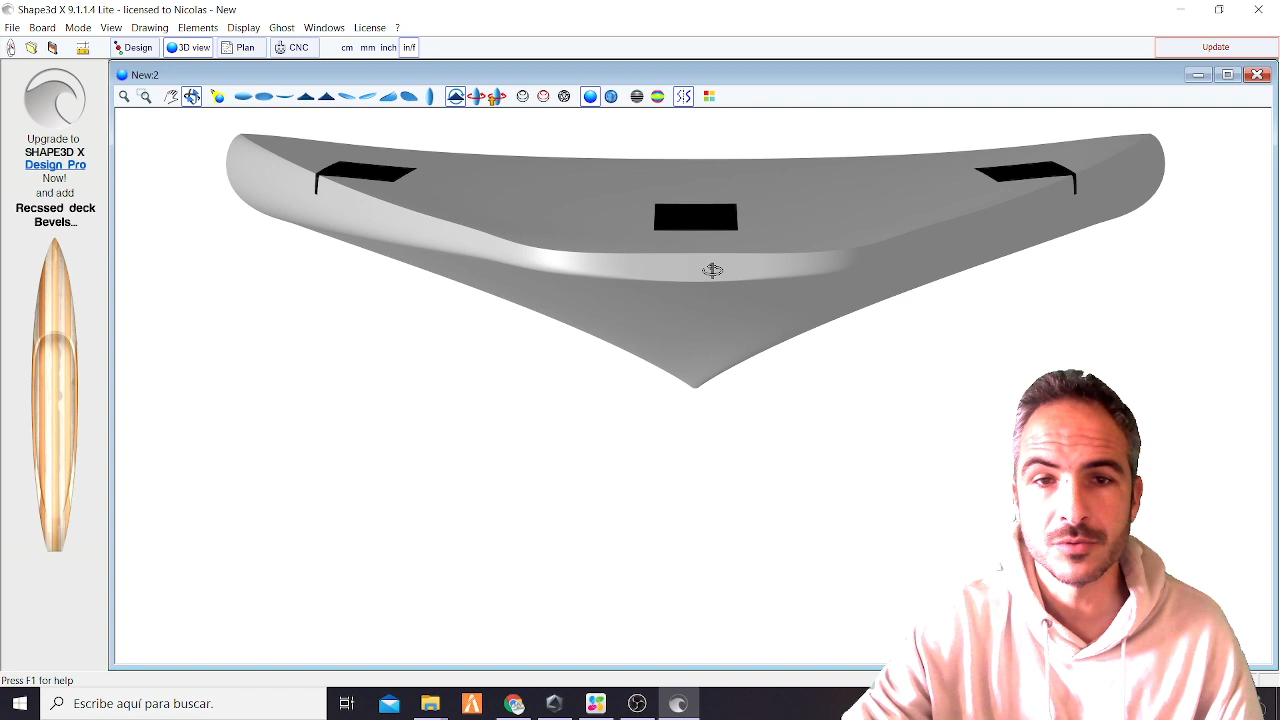 Shape3d X 9.1.1.4 Lite - licensed to Nicolas - New
File Board Mode View Drawing Elements Display Ghost Windows License ?
Design 3D view Plan CNC cm mm inch in/f Update
New:2
Upgrade to
SHAPE3D X
Design Pro
Now!
and add
Recssed deck
Bevels...
Press F1 for help
Escribe aquí para buscar.